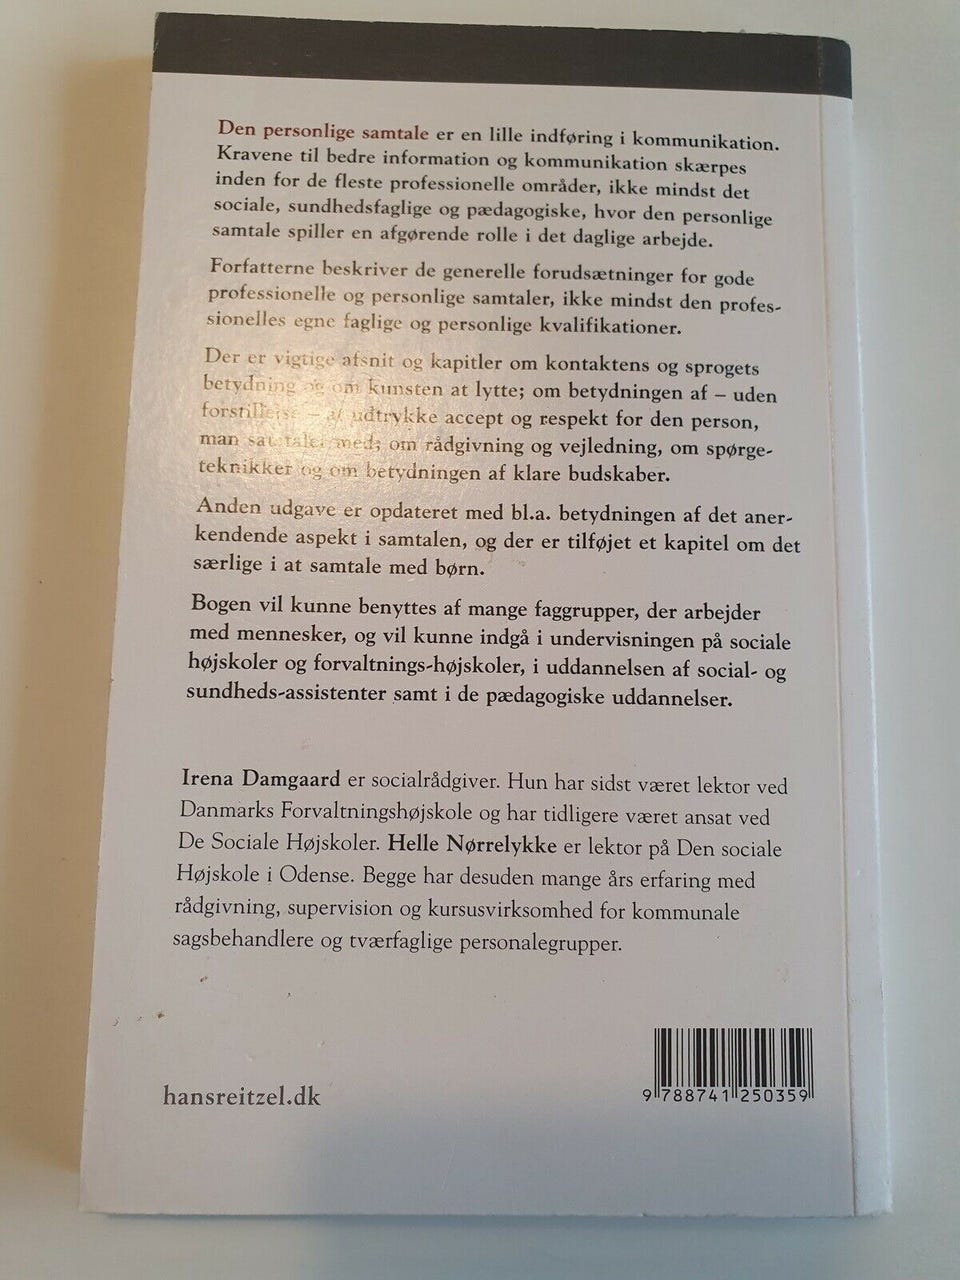 Den personlige samtale er en lille indføring i kommunikation.
Kravene til bedre information og kommunikation skærpes
inden for de fleste professionelle områder, ikke mindst det
sociale, sundhedsfaglige og pædagogiske, hvor den personlige
samtale spiller en afgørende rolle i det daglige arbejde.
Forfatterne beskriver de generelle forudsætninger for gode
professionelle og personlige samtaler, ikke mindst den profes-
sionelles egne faglige og personlige kvalifikationer.
Der er vigtige afsnit og kapitler om kontaktens og sprogets
betydning og om kunsten at lytte; om betydningen af – uden
forstillelse – at udtrykke accept og respekt for den person,
man samtaler med; om rådgivning og vejledning, om spørge-
teknikker og om betydningen af klare budskaber.
Anden udgave er opdateret med bl.a. betydningen af det aner-
kendende aspekt i samtalen, og der er tilføjet et kapitel om det
særlige i at samtale med børn.
Bogen vil kunne benyttes af mange faggrupper, der arbejder
med mennesker, og vil kunne indgå i undervisningen på sociale
højskoler og forvaltnings-højskoler, i uddannelsen af social- og
sundheds-assistenter samt i de pædagogiske uddannelser.
Irena Damgaard er socialrådgiver. Hun har sidst været lektor ved
Danmarks Forvaltningshøjskole og har tidligere været ansat ved
De Sociale Højskoler. Helle Nørrelykke er lektor på Den sociale
Højskole i Odense. Begge har desuden mange års erfaring med
rådgivning, supervision og kursusvirksomhed for kommunale
sagsbehandlere og tværfaglige personalegrupper.
hansreitzel.dk
9 788741 250359